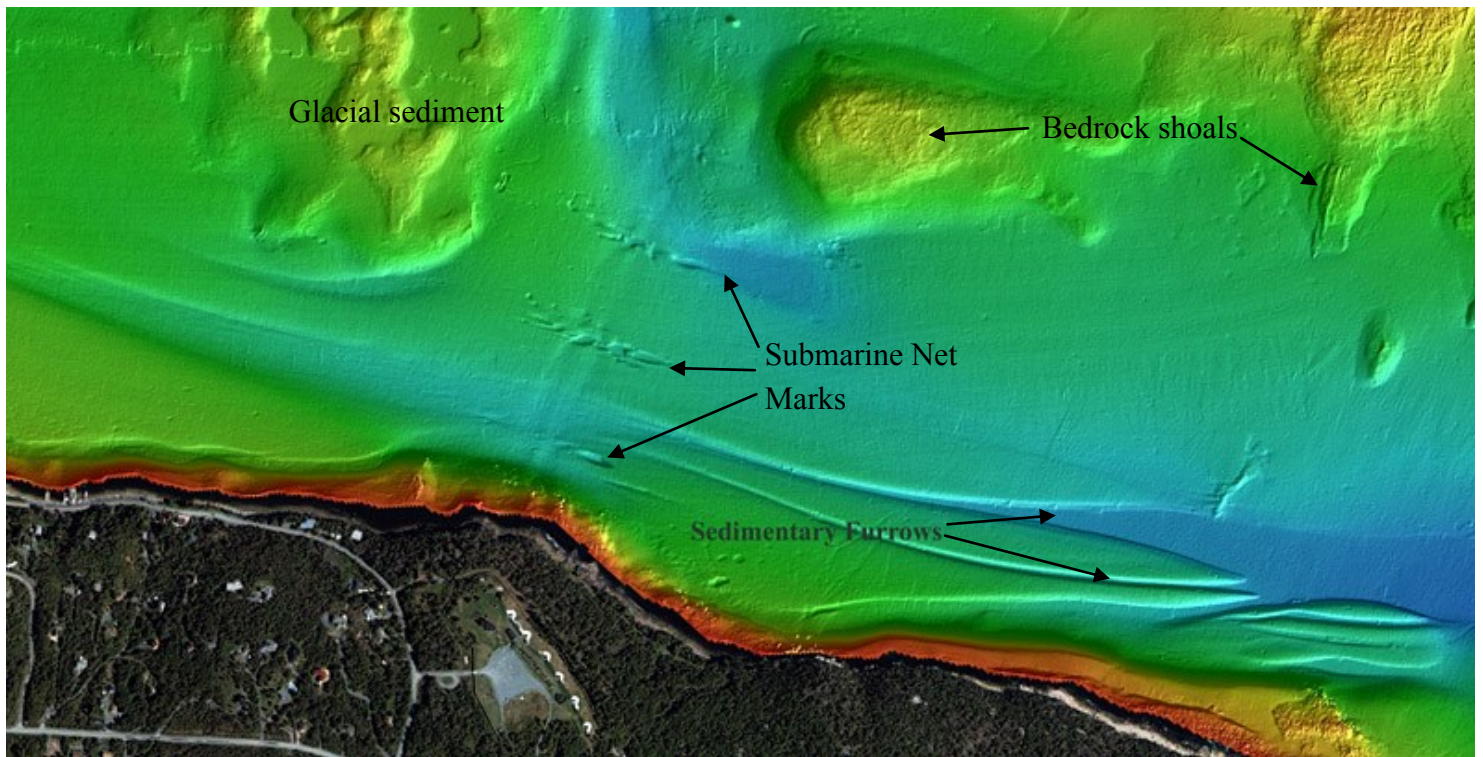 Glacial sediment
Bedrock shoals
Submarine Net
Marks
Sedimentary Furrows